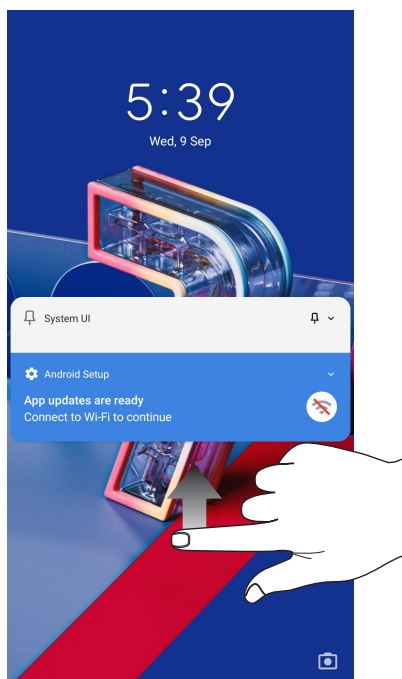 5:39
Wed, 9 Sep
System UI
Android Setup
App updates are ready
Connect to Wi-Fi to continue